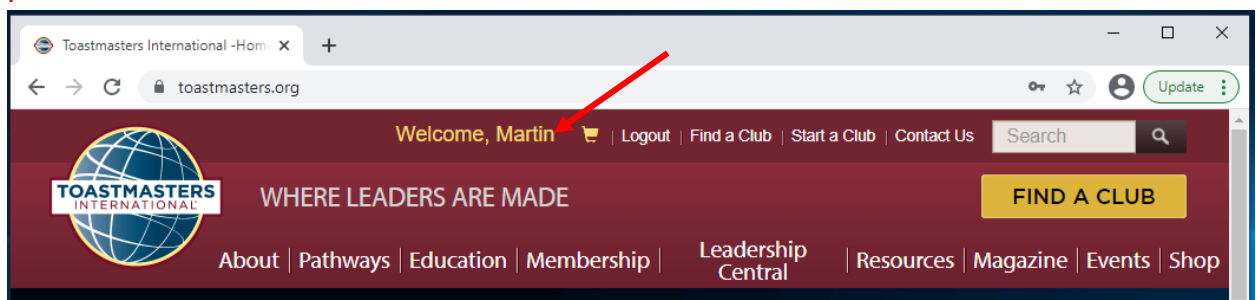 Toastmasters International -Hom
toastmasters.org
Update
Welcome, Martin | Logout | Find a Club | Start a Club | Contact Us
Search
TOASTMASTERS
INTERNATIONAL
WHERE LEADERS ARE MADE
FIND A CLUB
About | Pathways | Education | Membership | Leadership Central | Resources | Magazine | Events | Shop